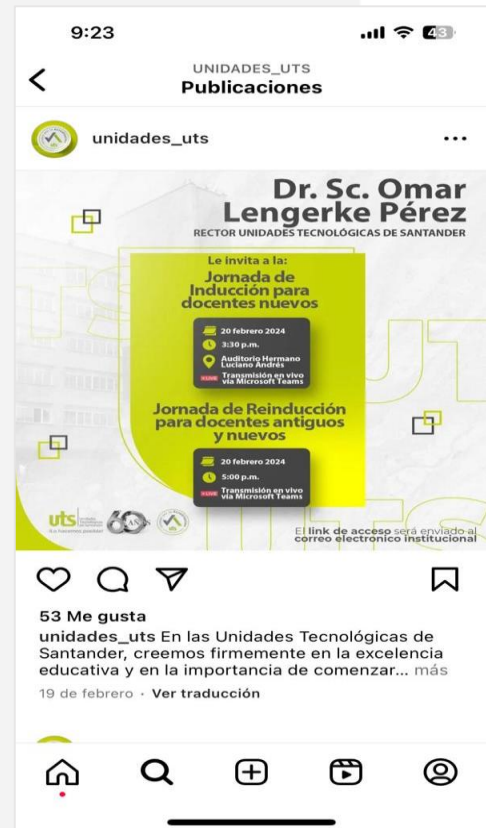 9:23
43
UNIDADES_UTS
Publicaciones
unidades_uts
Dr. Sc. Omar
Lengerke Pérez
RECTOR UNIDADES TECNOLÓGICAS DE SANTANDER
Le invita a la:
Jornada de
Inducción para
docentes nuevos
20 febrero 2024
3:30 p.m.
Auditorio Hermano
Luciano Andrés
LIVE Transmisión en vivo
vía Microsoft Teams
Jornada de Reinducción
para docentes antiguos
y nuevos
20 febrero 2024
5:00 p.m.
LIVE Transmisión en vivo
vía Microsoft Teams
uts
60 AÑOS
El link de acceso será enviado al
correo electronico institucional
53 Me gusta
unidades_uts En las Unidades Tecnológicas de
Santander, creemos firmemente en la excelencia
educativa y en la importancia de comenzar... más
19 de febrero · Ver traducción